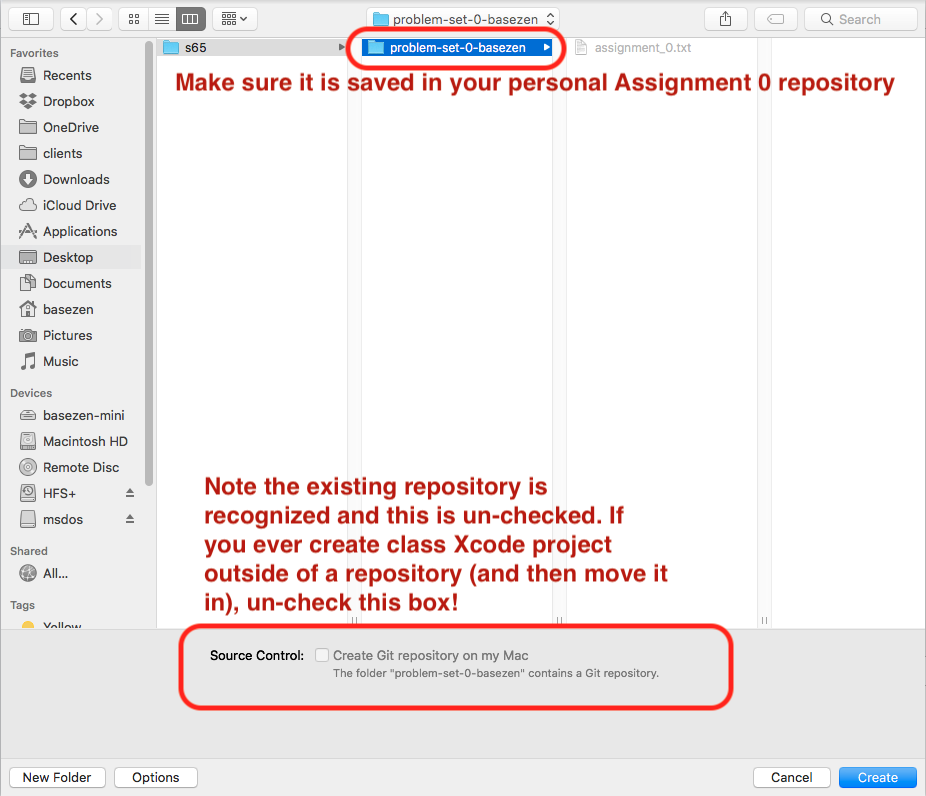 problem-set-0-basezen
Search
Favorites
Recents
Dropbox
OneDrive
clients
Downloads
iCloud Drive
Applications
Desktop
Documents
basezen
Pictures
Music
Devices
basezen-mini
Macintosh HD
Remote Disc
HFS+
msdos
Shared
All...
Tags
Yellow
s65
problem-set-0-basezen
assignment_0.txt
Make sure it is saved in your personal Assignment 0 repository
Note the existing repository is
recognized and this is un-checked. If
you ever create class Xcode project
outside of a repository (and then move it
in), un-check this box!
Source Control: Create Git repository on my Mac
The folder "problem-set-0-basezen" contains a Git repository.
New Folder Options Cancel Create